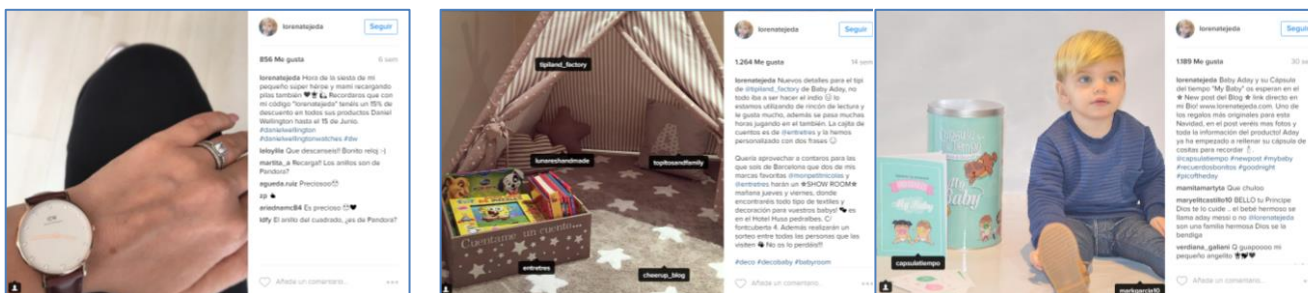 lorenatejeda
Seguir
856 Me gusta
6 sem
lorenatejeda Hora de la siesta de mi
pequeño súper héroe y mami recargando
pilas también
Recordaros que con
mi código "lorenatejeda" tenéis un 15% de
descuento en todos sus productos Daniel
Wellington hasta el 15 de Junio.
#danielwellington
#danielwellingtonwatches #dw
Que descanseis! Bonito reloj :-)
martita_a Recarga!! Los anillos son de
Pandora?
agueda.ruiz Preciosoo
ariednamc84 Es precioso
El anillo del cuadrado, ¿es de Pandora?
Añade un comentario...
tipiland_factory
lunareshandmade
topitosandfamily
Cuéntame un cuento...
entretres
cheerup_blog
lorenatejeda
Seguir
1.264 Me gusta
14 sem
lorenatejeda Nuevos detalles para el tipi
de @tipiland_factory de Baby Aday, no
todo iba a ser hacer el indio lo
estamos utilizando de rincón de lectura y
le gusta mucho, además se pasa muchas
horas jugando en el también. La cajita de
cuentos es de @entretres y la hemos
personalizado con dos frases
Quería aprovechar a contaros para las
que sois de Barcelona que dos de mis
marcas favoritas @monpetitnicolas y
@entretres harán un ★SHOW ROOM★
mañana jueves y viernes, donde
encontraréis todo tipo de textiles y
decoración para vuestros babys! es
en el Hotel Husa pedralbes. C/
fontcuberta 4. Además realizarán un
sorteo entre todas las personas que las
visiten No os lo perdáis!!!
#deco #decobaby #babyroom
Añade un comentario...
My Baby
capsulatiempo
markgarcia10
lorenatejeda
Seguir
1.189 Me gusta
30 se
lorenatejeda Baby Aday y su Cápsula
del tiempo "My Baby" os esperan en el
★ New post del Blog ★ link directo en
mi Bio! www.lorenatejeda.com. Uno de
los regalos más originales para esta
Navidad, en el post veréis mas fotos y
toda la información del producto! Aday
ya ha empezado a rellenar su cápsula de
cositas para recordar
#capsulatiempo #newpost #mybaby
#recuerdosbonitos #goodnight
#picoftheday
mamilamartyta Que chuloo
maryelitcastillo10 BELLO tu Principe
Dios te lo cuide .. el bebé hermoso se
llama aday messi o no @lorenatejeda
son una familia hermosa Dios se la
bendiga
verdiana_galiani Q guapoooo mi
pequeño angelito
Añade un comentario...